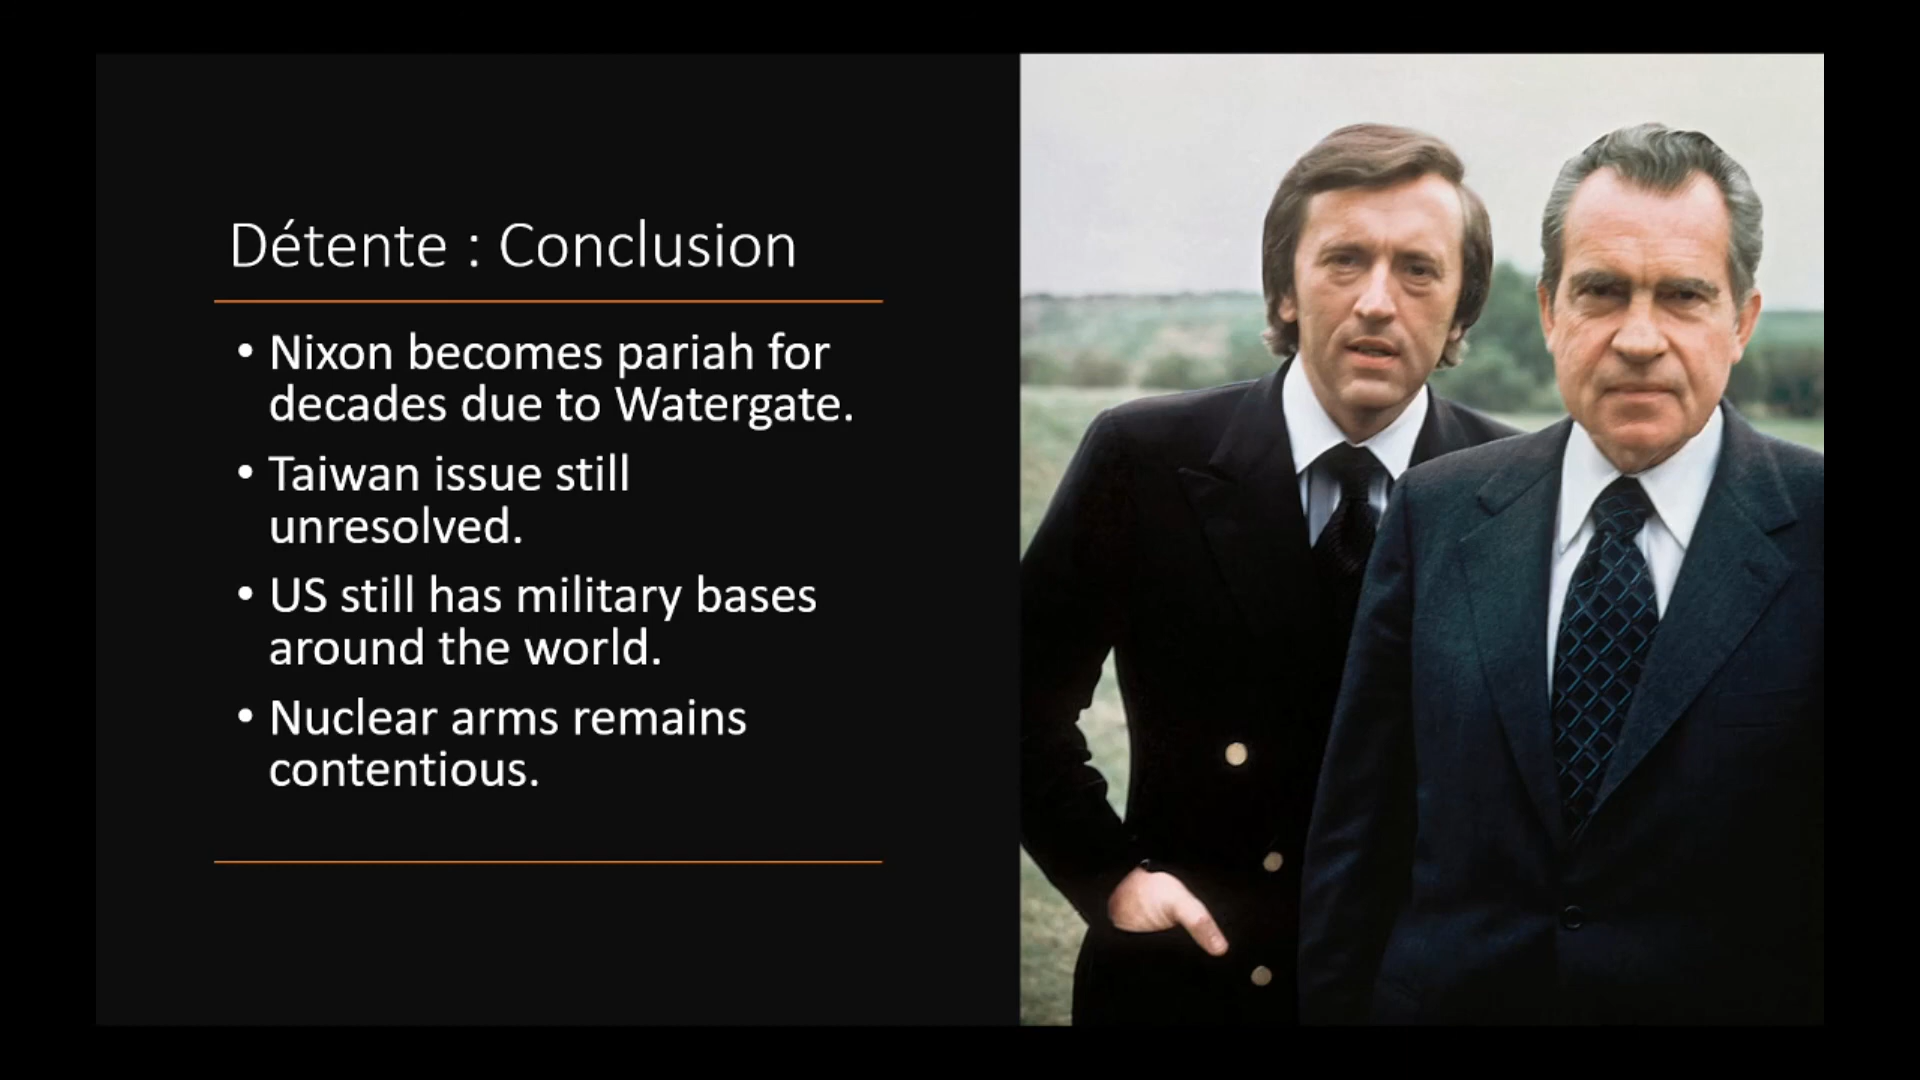 Détente : Conclusion
• Nixon becomes pariah for
decades due to Watergate.
• Taiwan issue still
unresolved.
• US still has military bases
around the world.
• Nuclear arms remains
contentious.